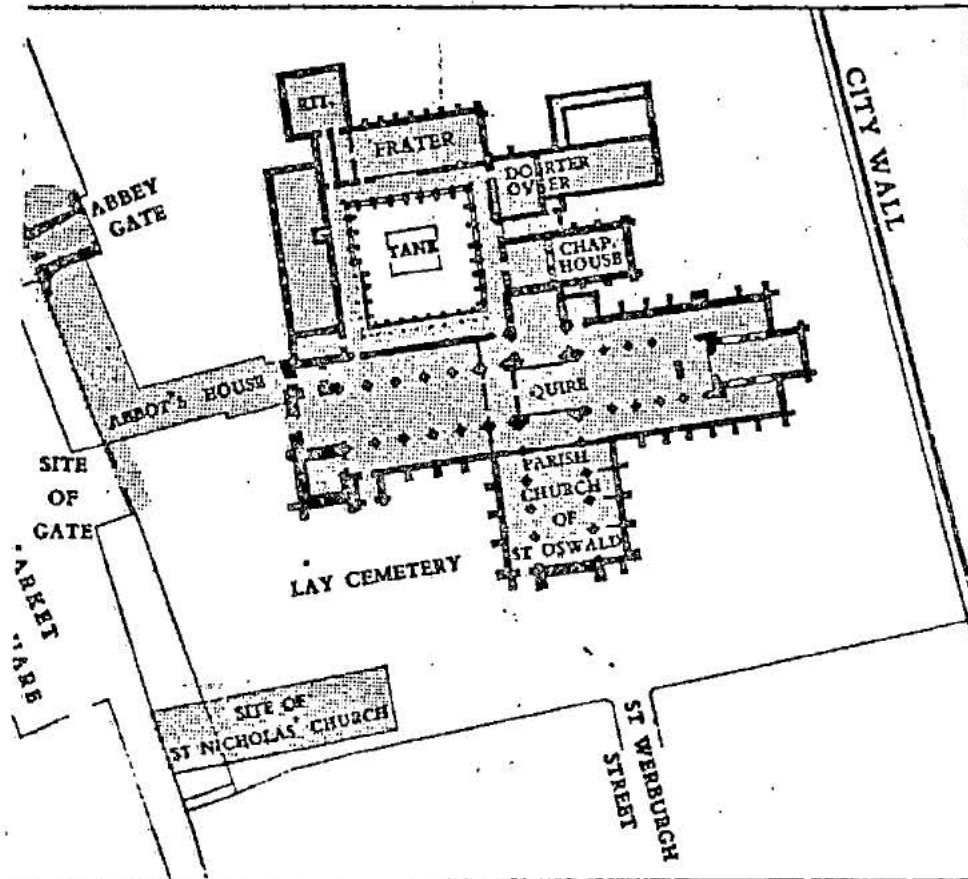 CITY WALL
KIT.
FRATER
DORTER
OVER
ABBEY
GATE
TANK
CHAP.
HOUSE
ABBOT'S HOUSE
QUIRE
SITE
OF
GATE
PARISH
CHURCH
OF
ST OSWALD
LAY CEMETERY
ARKET
SITE OF
ST NICHOLAS' CHURCH
ST WERBURGH
STREET